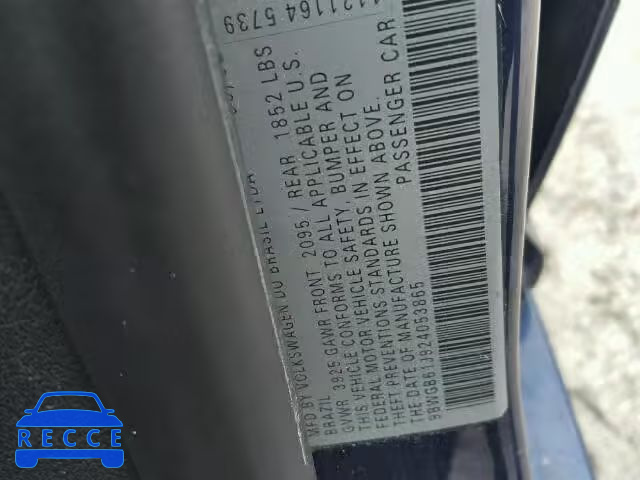 1121164 5739
MFD BY VOLKSWAGEN DO BRASIL LTDA
BRAZIL
GVWR 3925 GAWR FRONT 2095/REAR 1852 LBS
THIS VEHICLE CONFORMS TO ALL APPLICABLE U.S.
FEDERAL MOTOR VEHICLE SAFETY, BUMPER AND
THEFT PREVENTIONS STANDARDS IN EFFECT ON
THE DATE OF MANUFACTURE SHOWN ABOVE.
9BWGB61J924053865 PASSENGER CAR
RECCE